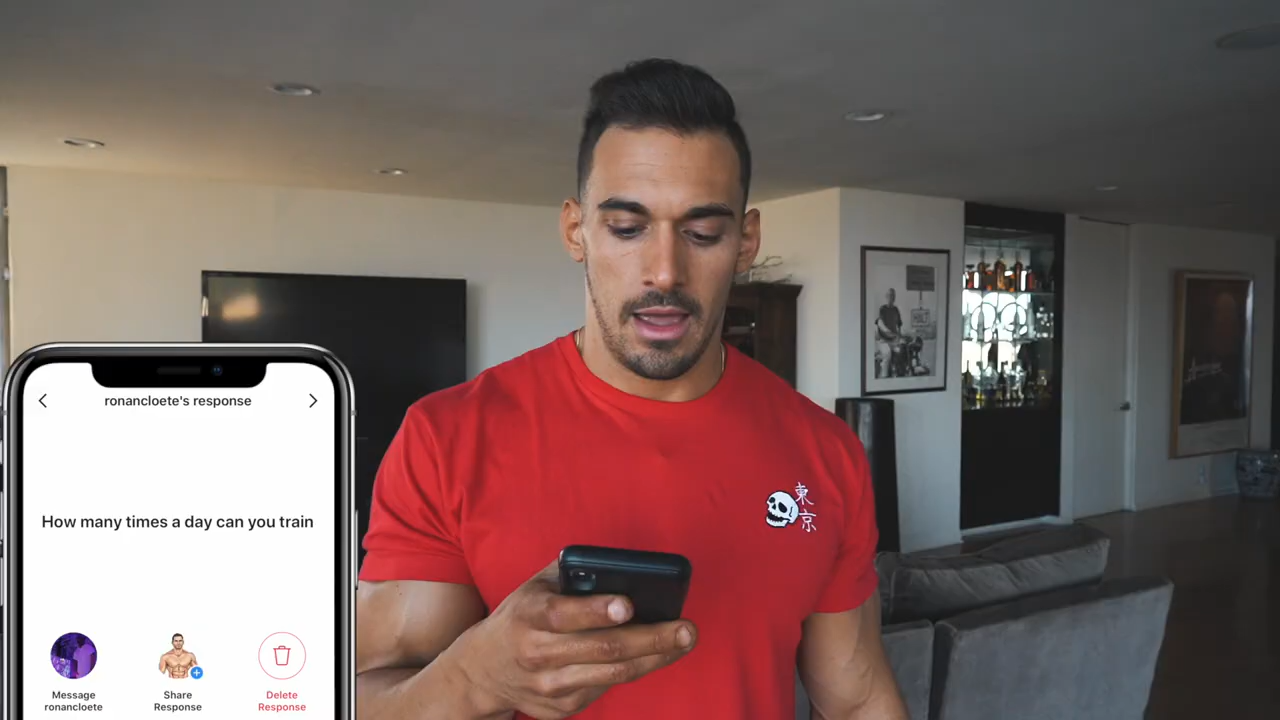 ronancloete's response
How many times a day can you train
Message
ronancloete
Share
Response
Delete
Response
東
京